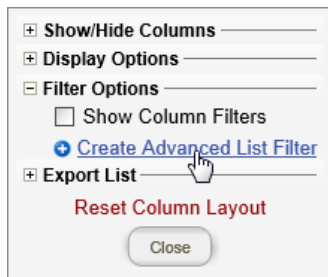 Show/Hide Columns
Display Options
Filter Options
Show Column Filters
Create Advanced List Filter
Export List
Reset Column Layout
Close